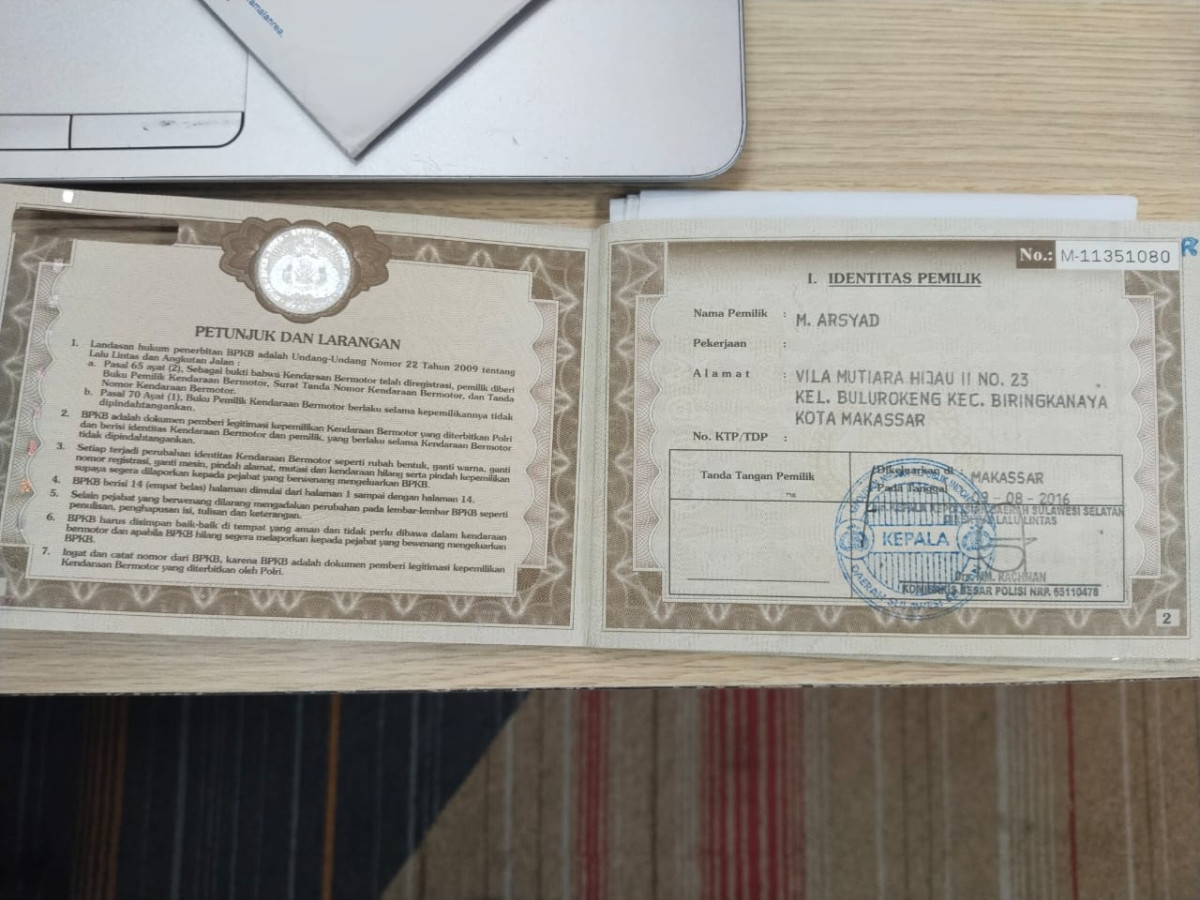 amalanrea,
PETUNJUK DAN LARANGAN
1. Landasan hukum penerbitan BPKB adalah Undang-Undang Nomor 22 Tahun 2009 tentang
Lalu Lintas dan Angkutan Jalan :
a. Pasal 65 ayat (2), Sebagai bukti bahwa Kendaraan Bermotor telah diregistrasi, pemilik diberi
Buku Pemilik Kendaraan Bermotor, Surat Tanda Nomor Kendaraan Bermotor, dan Tanda
Nomor Kendaraan Bermotor.
b. Pasal 70 Ayat (1), Buku Pemilik Kendaraan Bermotor berlaku selama kepemilikannya tidak
dipindahtangankan.
2. BPKB adalah dokumen pemberi legitimasi kepemilikan Kendaraan Bermotor yang diterbitkan Polri
dan berisi identitas Kendaraan Bermotor dan pemilik, yang berlaku selama Kendaraan Bermotor
tidak dipindahtangankan.
3. Setiap terjadi perubahan identitas Kendaraan Bermotor seperti rubah bentuk, ganti warna, ganti
nomor registrasi, ganti mesin, pindah alamat, mutasi dan kendaraan hilang serta pindah kepemilikan
supaya segera dilaporkan kepada pejabat yang berwenang mengeluarkan BPKB.
4. BPKB berisi 14 (empat belas) halaman dimulai dari halaman 1 sampai dengan halaman 14.
5. Selain pejabat yang berwenang dilarang mengadakan perubahan pada lembar-lembar BPKB seperti
penulisan, penghapusan isi, tulisan dan keterangan.
6. BPKB harus disimpan baik-baik di tempat yang aman dan tidak perlu dibawa dalam kendaraan
bermotor dan apabila BPKB hilang segera melaporkan kepada pejabat yang berwenang mengeluarkan
BPKB.
7. Ingat dan catat nomor dari BPKB, karena BPKB adalah dokumen pemberi legitimasi kepemilikan
Kendaraan Bermotor yang diterbitkan oleh Polri.
No.: M-11351080 R
I. IDENTITAS PEMILIK
Nama Pemilik : M. ARSYAD
Pekerjaan :
Alamat : VILA MUTIARA HIJAU II NO. 23
KEL. BULUROKENG KEC. BIRINGKANAYA
KOTA MAKASSAR
No. KTP/TDP :
Tanda Tangan Pemilik
Dikeluarkan di : MAKASSAR
Pada Tanggal - 08 - 2016
DAERAH SULAWESI SELATAN
LALU LINTAS
KEPALA
RACHMAN
BESAR POLISI NRP. 63110478
2